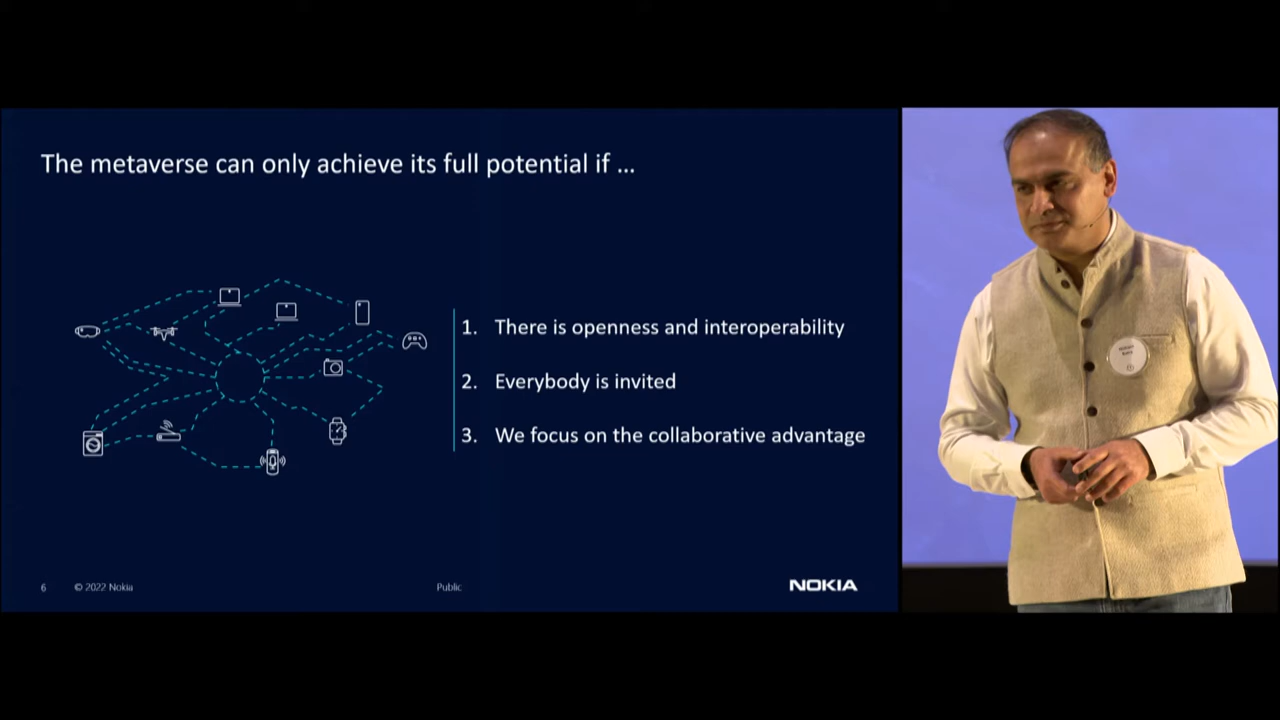 The metaverse can only achieve its full potential if ...
1. There is openness and interoperability
2. Everybody is invited
3. We focus on the collaborative advantage
6 © 2022 Nokia Public NOKIA